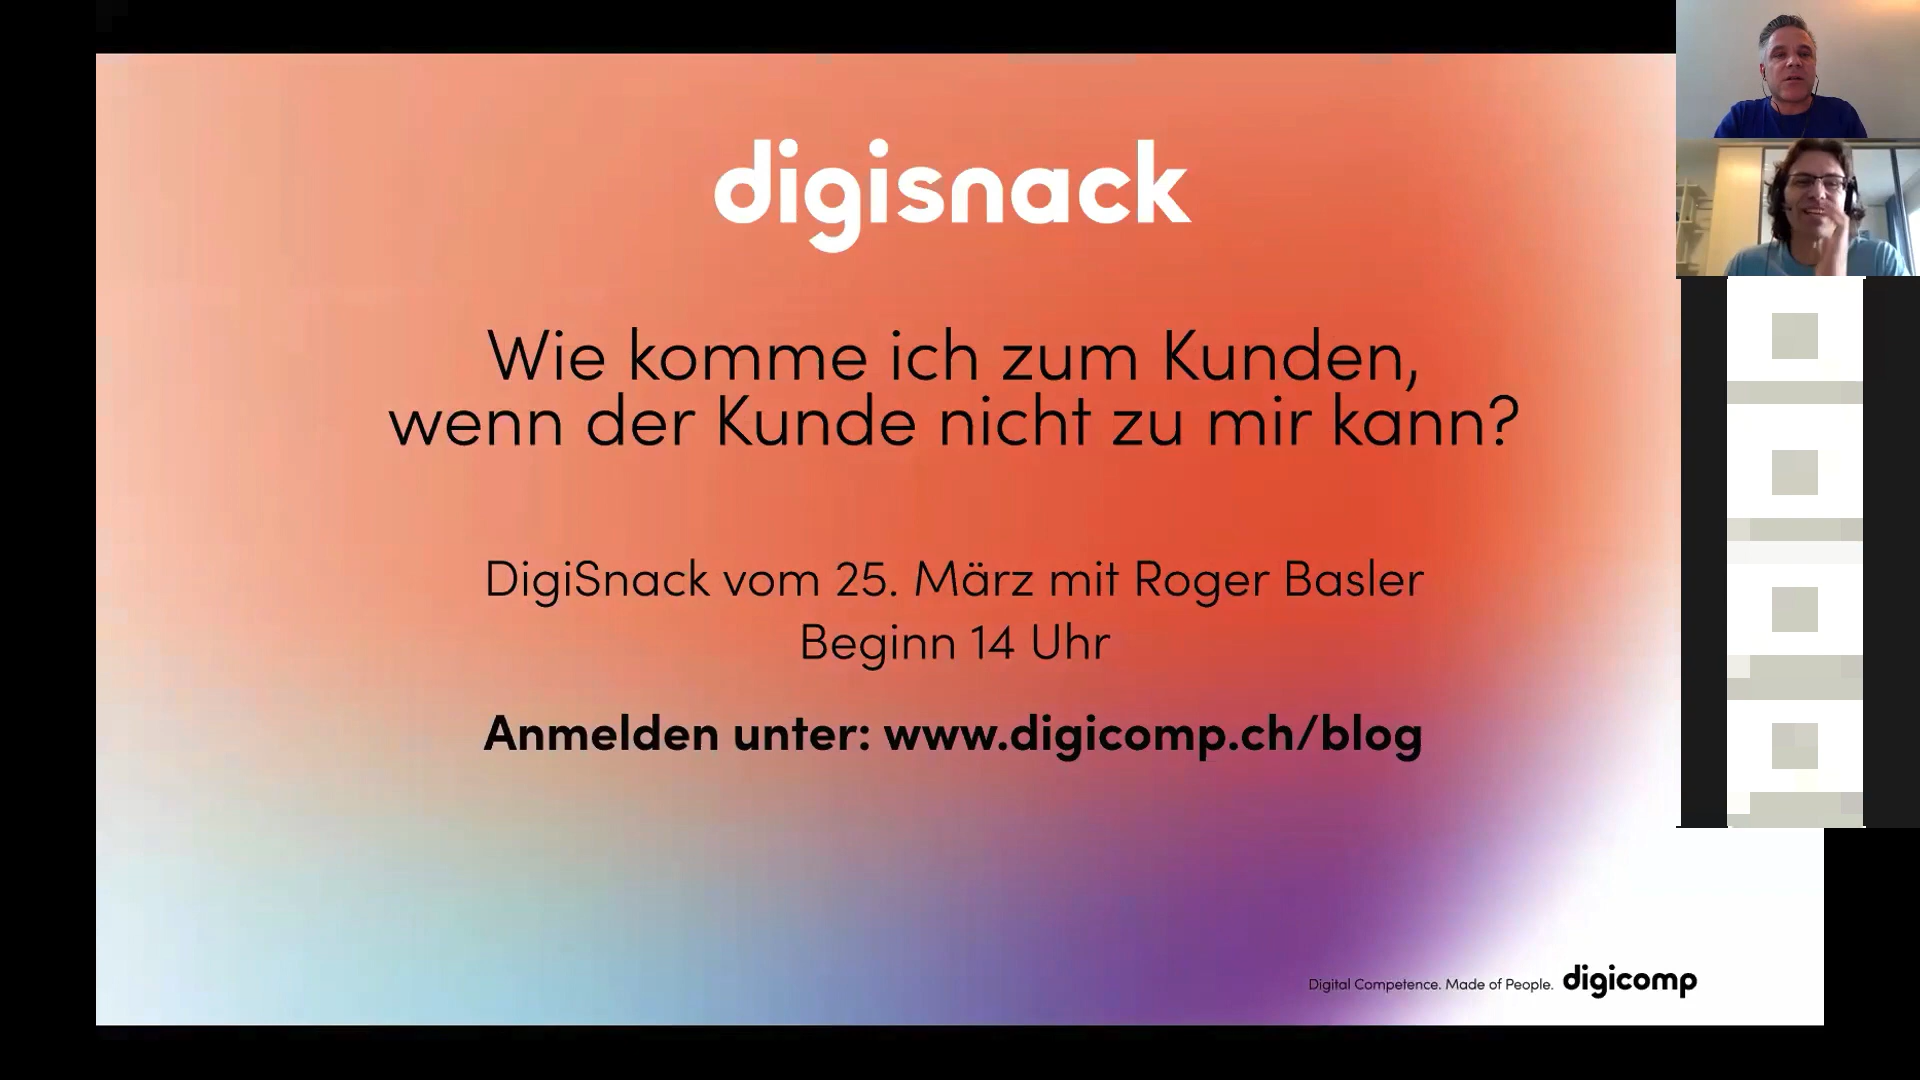 digisnack
Wie komme ich zum Kunden,
wenn der Kunde nicht zu mir kann?
DigiSnack vom 25. März mit Roger Basler
Beginn 14 Uhr
Anmelden unter: www.digicomp.ch/blog
Digital Competence. Made of People. digicomp